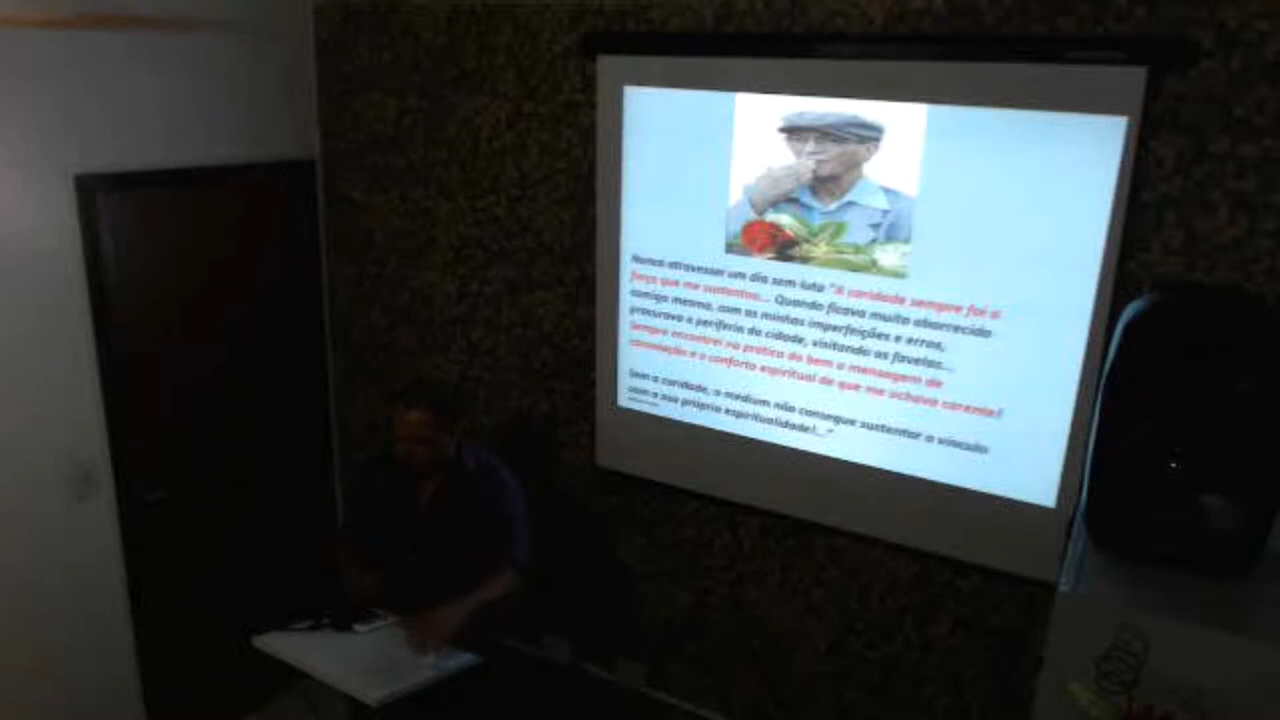 Nunca atravessei um dia sem luta "A caridade sempre foi a
força que me sustentou... Quando ficava muito aborrecido
comigo mesmo, com as minhas imperfeições e erros,
procurava a periferia da cidade, visitando as favelas...
Sempre encontrei na prática do bem a mensagem de
consolação e o conforto espiritual de que me achava carente!
Sem a caridade, o médium não consegue sustentar o vínculo
com a sua própria espiritualidade!..."